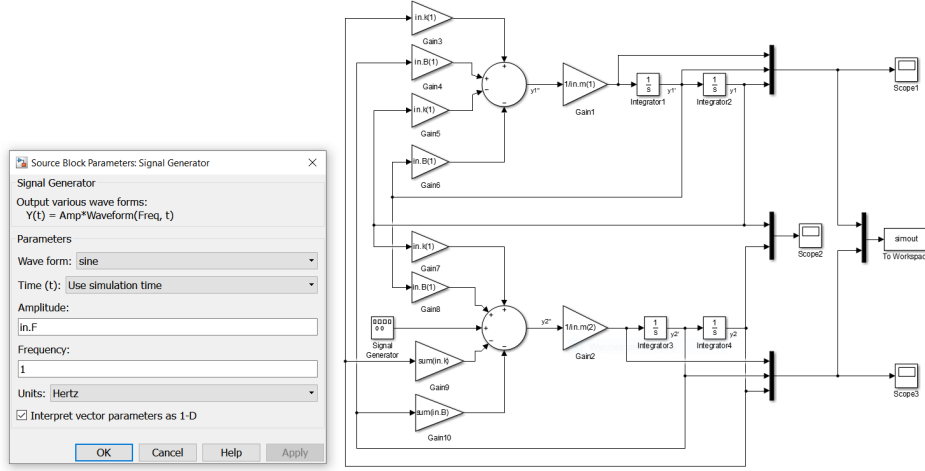 Source Block Parameters: Signal Generator
Signal Generator
Output various wave forms:
Y(t) = Amp*Waveform(Freq, t)
Parameters
Wave form: sine
Time (t): Use simulation time
Amplitude:
in.F
Frequency:
1
Units: Hertz
Interpret vector parameters as 1-D
OK Cancel Help Apply
in.k(1)
Gain3
in.B(1)
Gain4
in.k(1)
Gain5
in.B(1)
Gain6
+
+
−
−
y1''
1/in.m(1)
Gain1
1
s
Integrator1
y1'
1
s
Integrator2
y1
Scope1
in.k(1)
Gain7
in.B(1)
Gain8
Signal
Generator
sum(in.k)
Gain9
sum(in.B)
Gain10
+
+
+
−
−
y2''
1/in.m(2)
Gain2
1
s
Integrator3
y2'
1
s
Integrator4
y2
Scope2
simout
To Workspac
Scope3